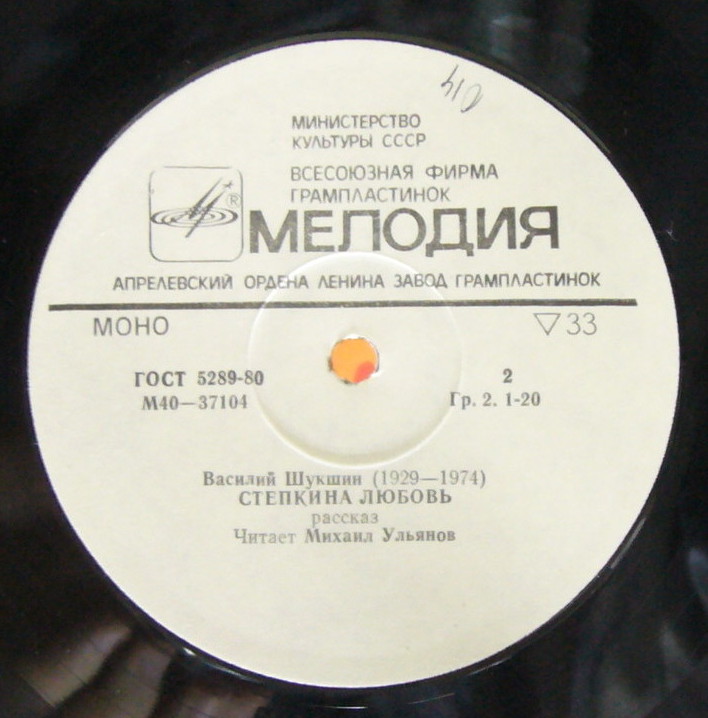 МИНИСТЕРСТВО
КУЛЬТУРЫ СССР
ВСЕСОЮЗНАЯ ФИРМА
ГРАМПЛАСТИНОК
® МЕЛОДИЯ
АПРЕЛЕВСКИЙ ОРДЕНА ЛЕНИНА ЗАВОД ГРАМПЛАСТИНОК
МОНО ▽ 33
ГОСТ 5289-80 2
М40—37104 Гр. 2. 1-20
Василий Шукшин (1929—1974)
СТЕПКИНА ЛЮБОВЬ
рассказ
Читает Михаил Ульянов